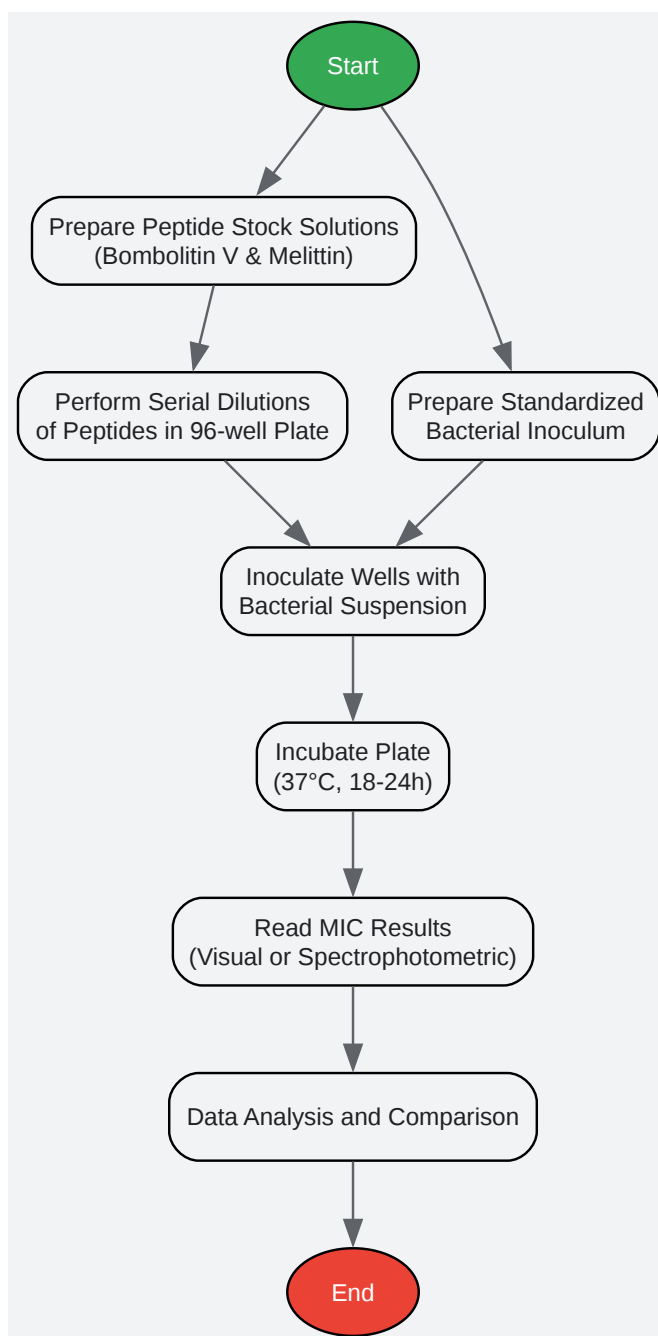 Start
Prepare Peptide Stock Solutions
(Bombolitin V & Melittin)
Perform Serial Dilutions
of Peptides in 96-well Plate
Prepare Standardized
Bacterial Inoculum
Inoculate Wells with
Bacterial Suspension
Incubate Plate
(37°C, 18-24h)
Read MIC Results
(Visual or Spectrophotometric)
Data Analysis and Comparison
End